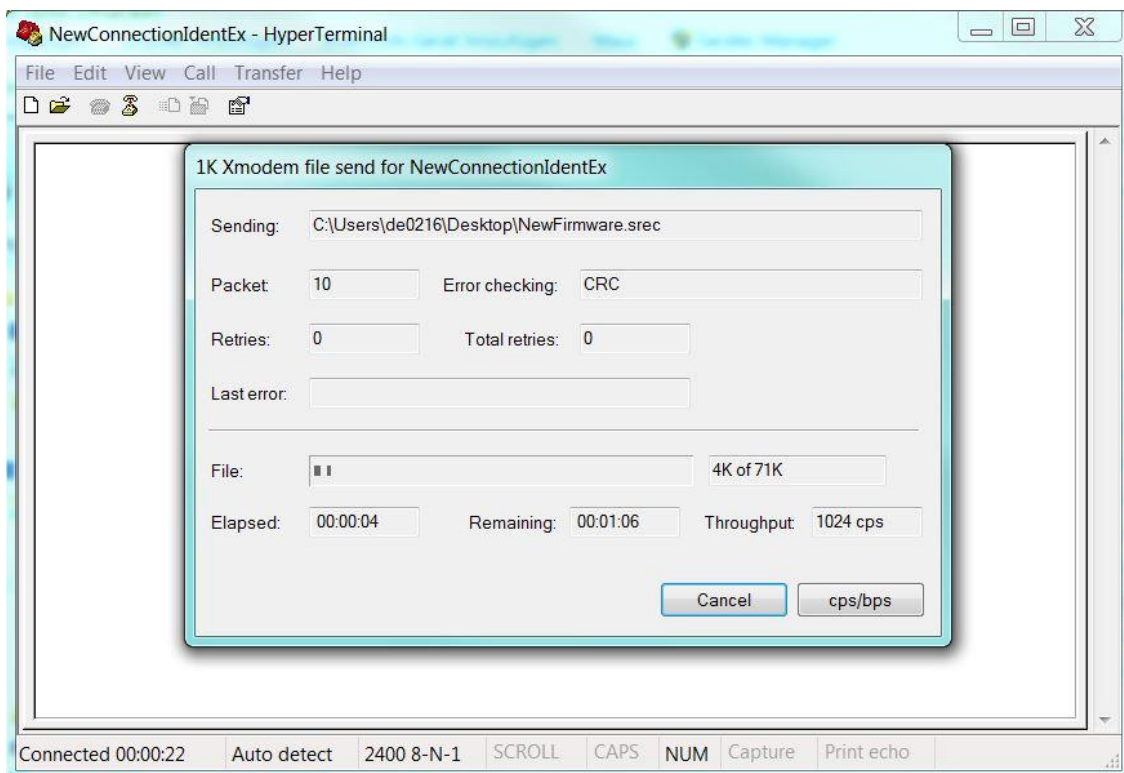 NewConnectionIdentEx - HyperTerminal
File Edit View Call Transfer Help
1K Xmodem file send for NewConnectionIdentEx
Sending: C:\Users\de0216\Desktop\NewFirmware.srec
Packet: 10 Error checking: CRC
Retries: 0 Total retries: 0
Last error:
File: 4K of 71K
Elapsed: 00:00:04 Remaining: 00:01:06 Throughput: 1024 cps
Cancel cps/bps
Connected 00:00:22 Auto detect 2400 8-N-1 SCROLL CAPS NUM Capture Print echo